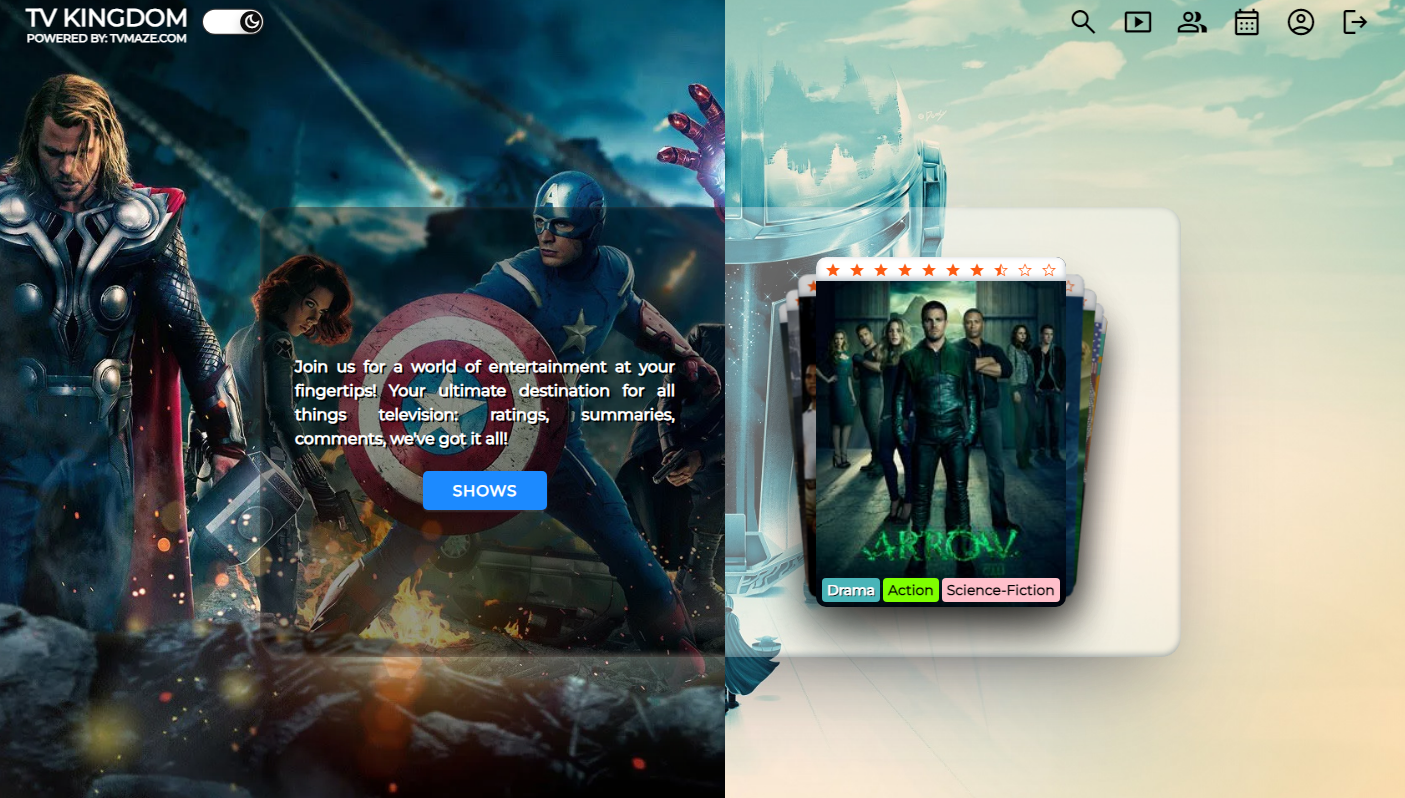 TV KINGDOM
POWERED BY: TVMAZE.COM
Join us for a world of entertainment at your
fingertips! Your ultimate destination for all
things television: ratings, summaries,
comments, we've got it all!
SHOWS
A
ARROW
Drama Action Science-Fiction